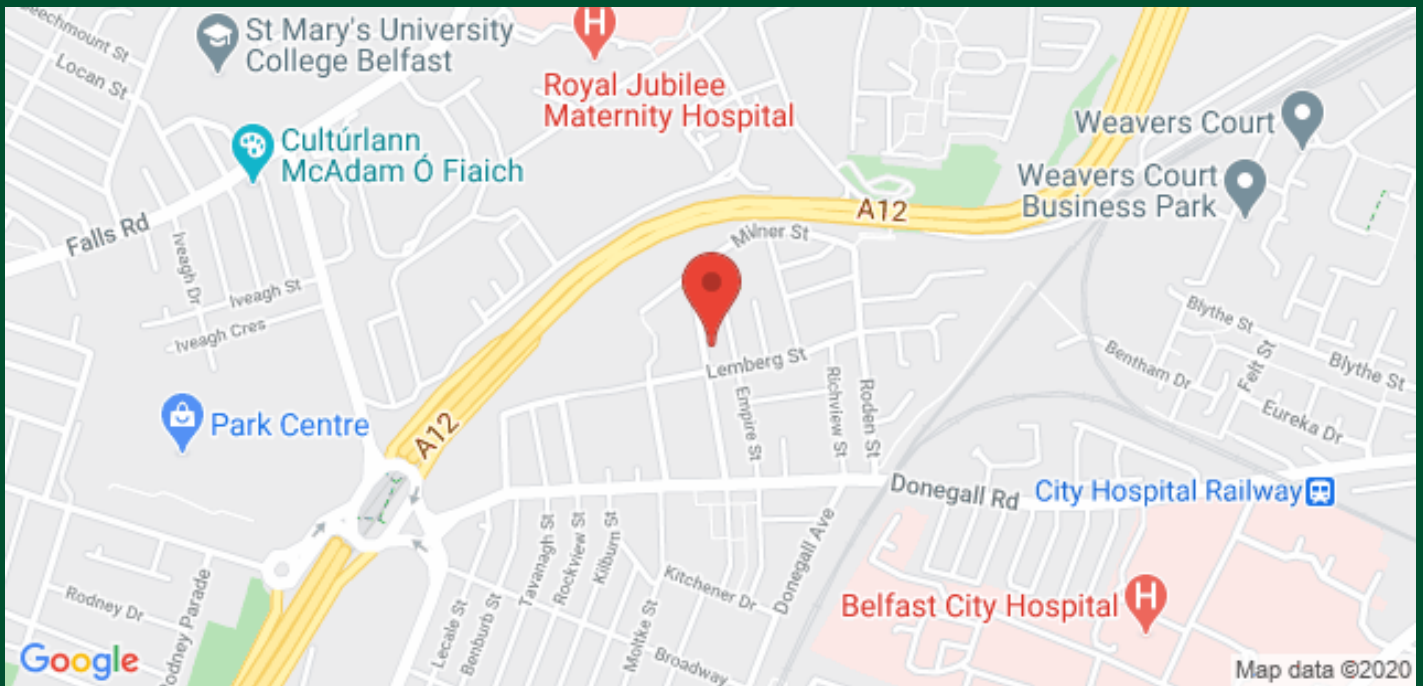 Beechmount St
Locan St
St Mary's University
College Belfast
H
Royal Jubilee
Maternity Hospital
Cultúrlann
McAdam Ó Fiaich
Weavers Court
Weavers Court
Business Park
A12
Falls Rd
Iveagh Dr
Iveagh St
Iveagh Cres
Milner St
Lemberg St
Empire St
Richview St
Roden St
Blythe St
Blythe St
Bentham Dr
Felt St
Eureka Dr
Park Centre
A12
Donegall Rd
City Hospital Railway
Tavanagh St
Rockview St
Kilburn St
Donegall Ave
Kitchener Dr
Rodney Dr
Rodney Parade
Lecale St
Benburb St
Moltke St
Broadway
Belfast City Hospital
H
Google
Map data ©2020